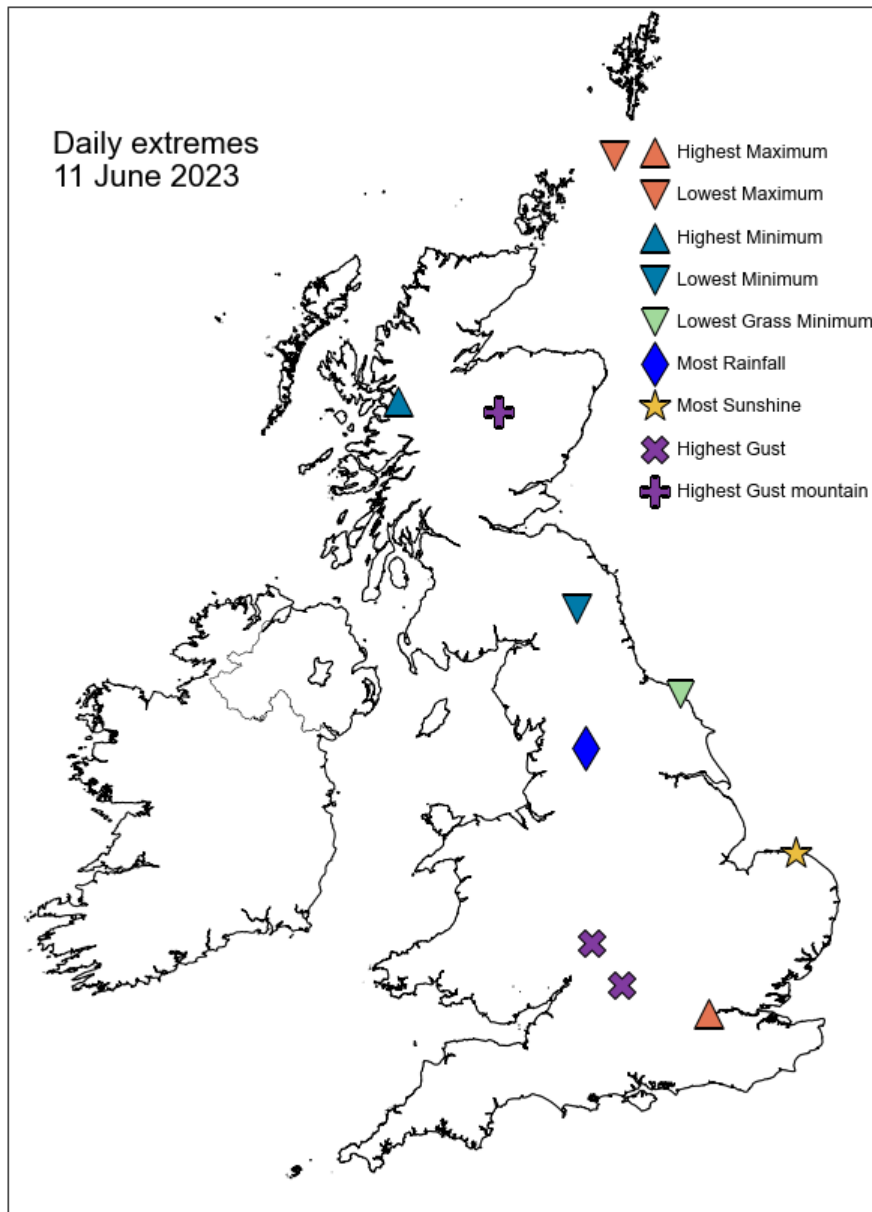 Daily extremes
11 June 2023
Highest Maximum
Lowest Maximum
Highest Minimum
Lowest Minimum
Lowest Grass Minimum
Most Rainfall
Most Sunshine
Highest Gust
Highest Gust mountain